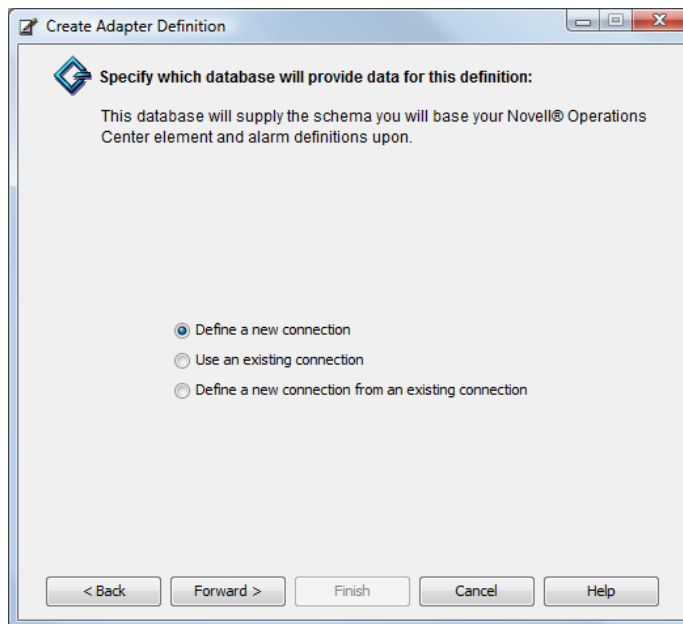 Create Adapter Definition
Specify which database will provide data for this definition:
This database will supply the schema you will base your Novell® Operations
Center element and alarm definitions upon.
Define a new connection
Use an existing connection
Define a new connection from an existing connection
< Back Forward > Finish Cancel Help